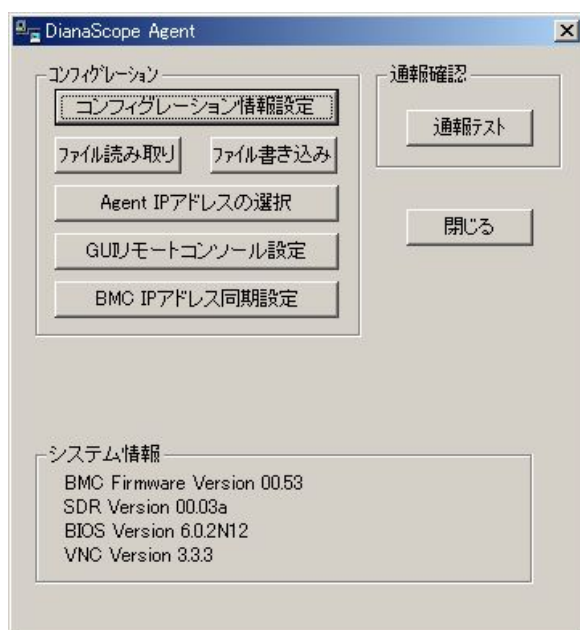 DianaScope Agent
コンフィグレーション
コンフィグレーション情報設定
ファイル読み取り
ファイル書き込み
Agent IPアドレスの選択
GUIリモートコンソール設定
BMC IPアドレス同期設定
通報確認
通報テスト
閉じる
システム情報
BMC Firmware Version 00.53
SDR Version 00.03a
BIOS Version 6.0.2N12
VNC Version 3.3.3